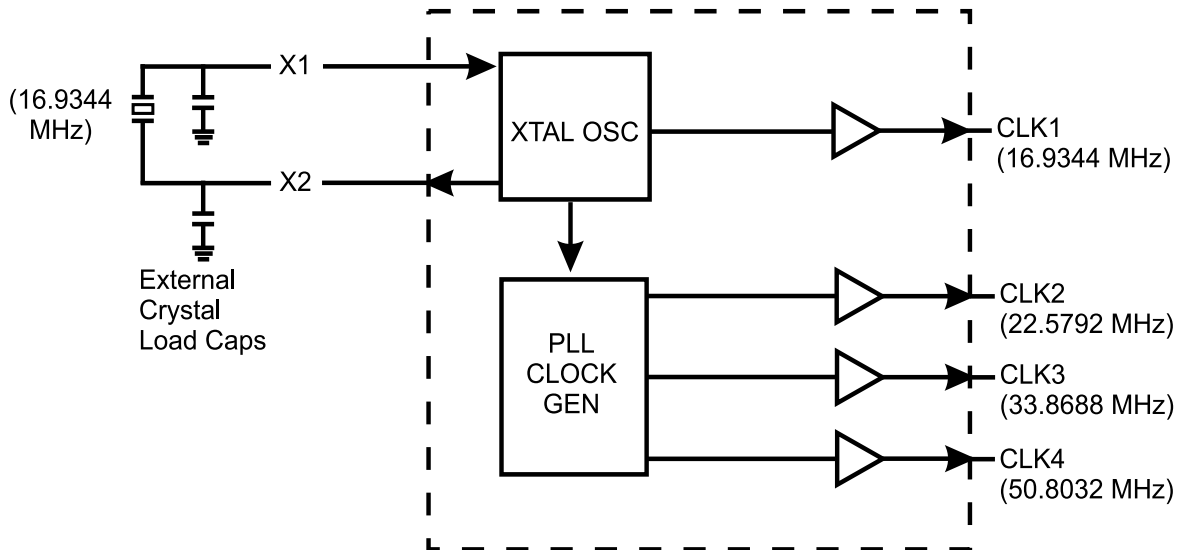 (16.9344
MHz)
X1
X2
External
Crystal
Load Caps
XTAL OSC
PLL
CLOCK
GEN
CLK1
(16.9344 MHz)
CLK2
(22.5792 MHz)
CLK3
(33.8688 MHz)
CLK4
(50.8032 MHz)